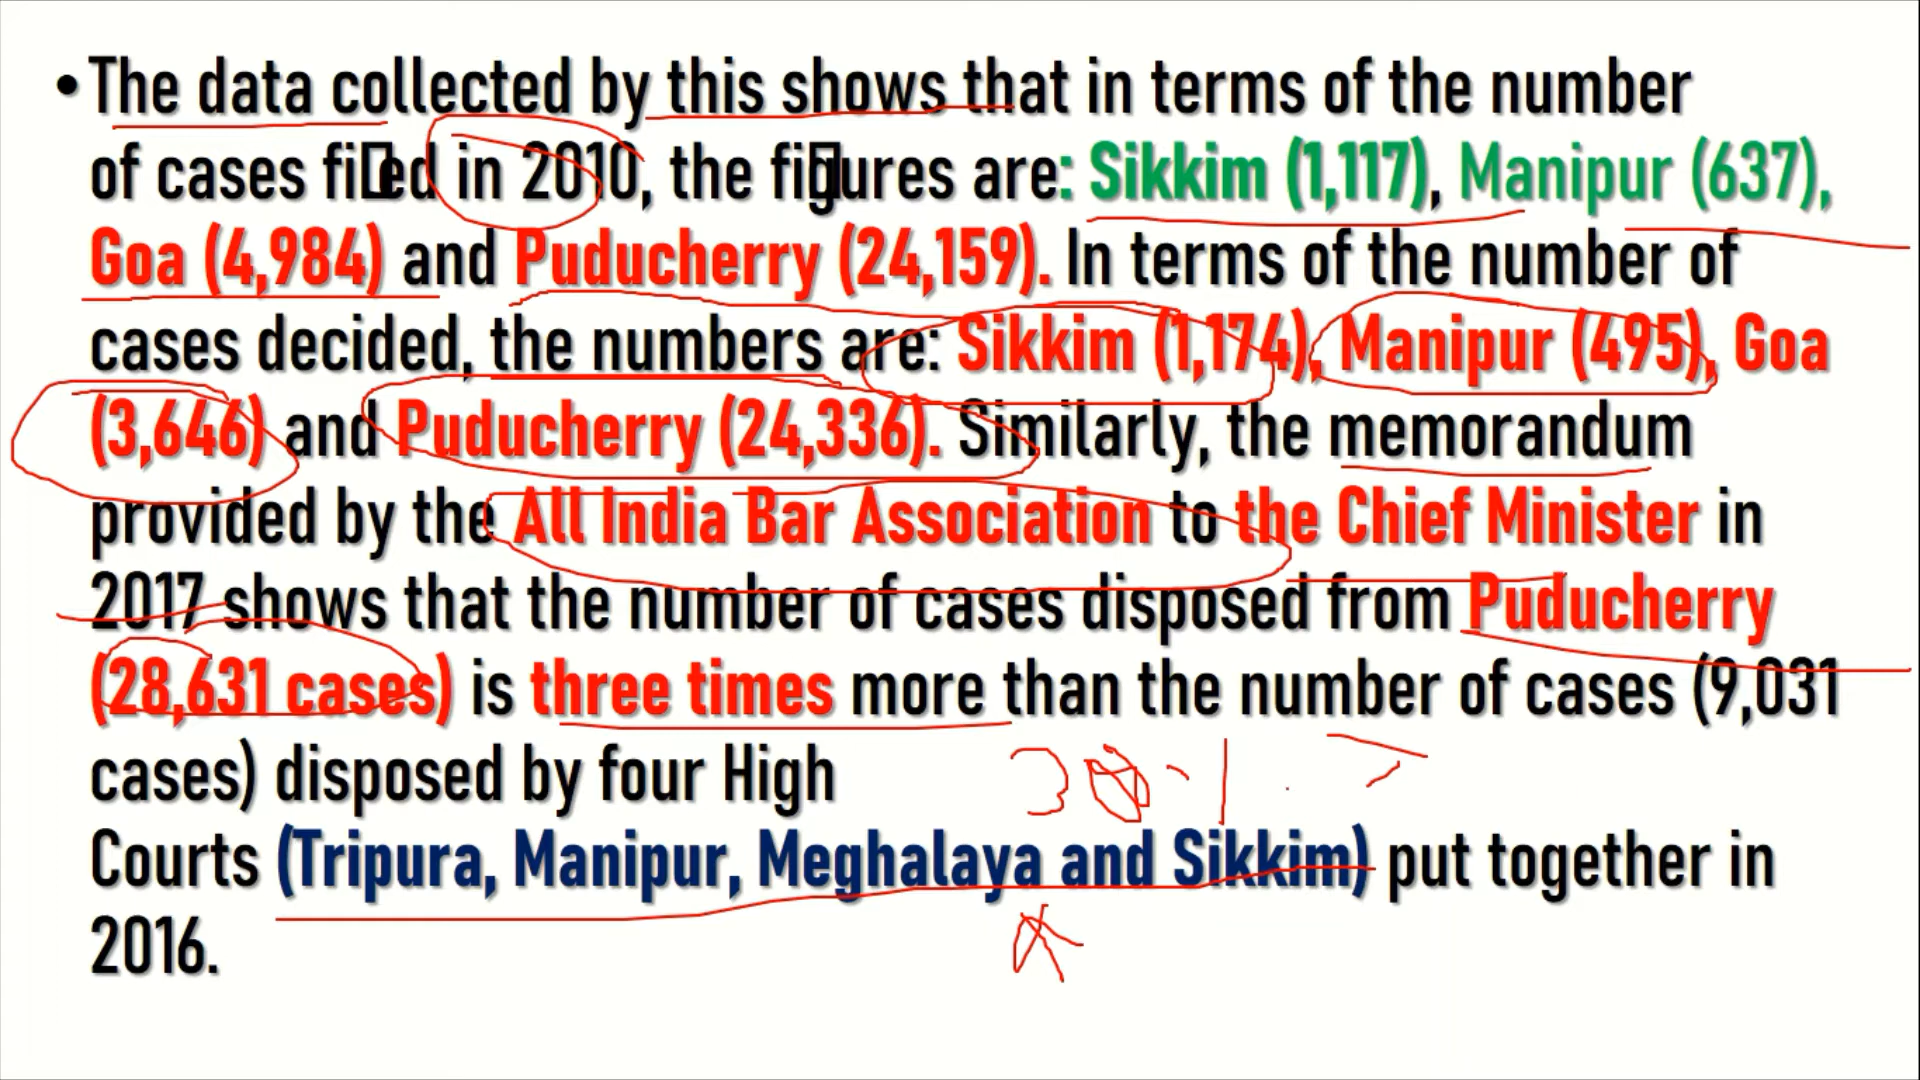 • The data collected by this shows that in terms of the number
of cases filed in 2010, the figures are: Sikkim (1,117), Manipur (637),
Goa (4,984) and Puducherry (24,159). In terms of the number of
cases decided, the numbers are: Sikkim (1,174), Manipur (495), Goa
(3,646) and Puducherry (24,336). Similarly, the memorandum
provided by the All India Bar Association to the Chief Minister in
2017 shows that the number of cases disposed from Puducherry
(28,631 cases) is three times more than the number of cases (9,031
cases) disposed by four High
Courts (Tripura, Manipur, Meghalaya and Sikkim) put together in
2016.